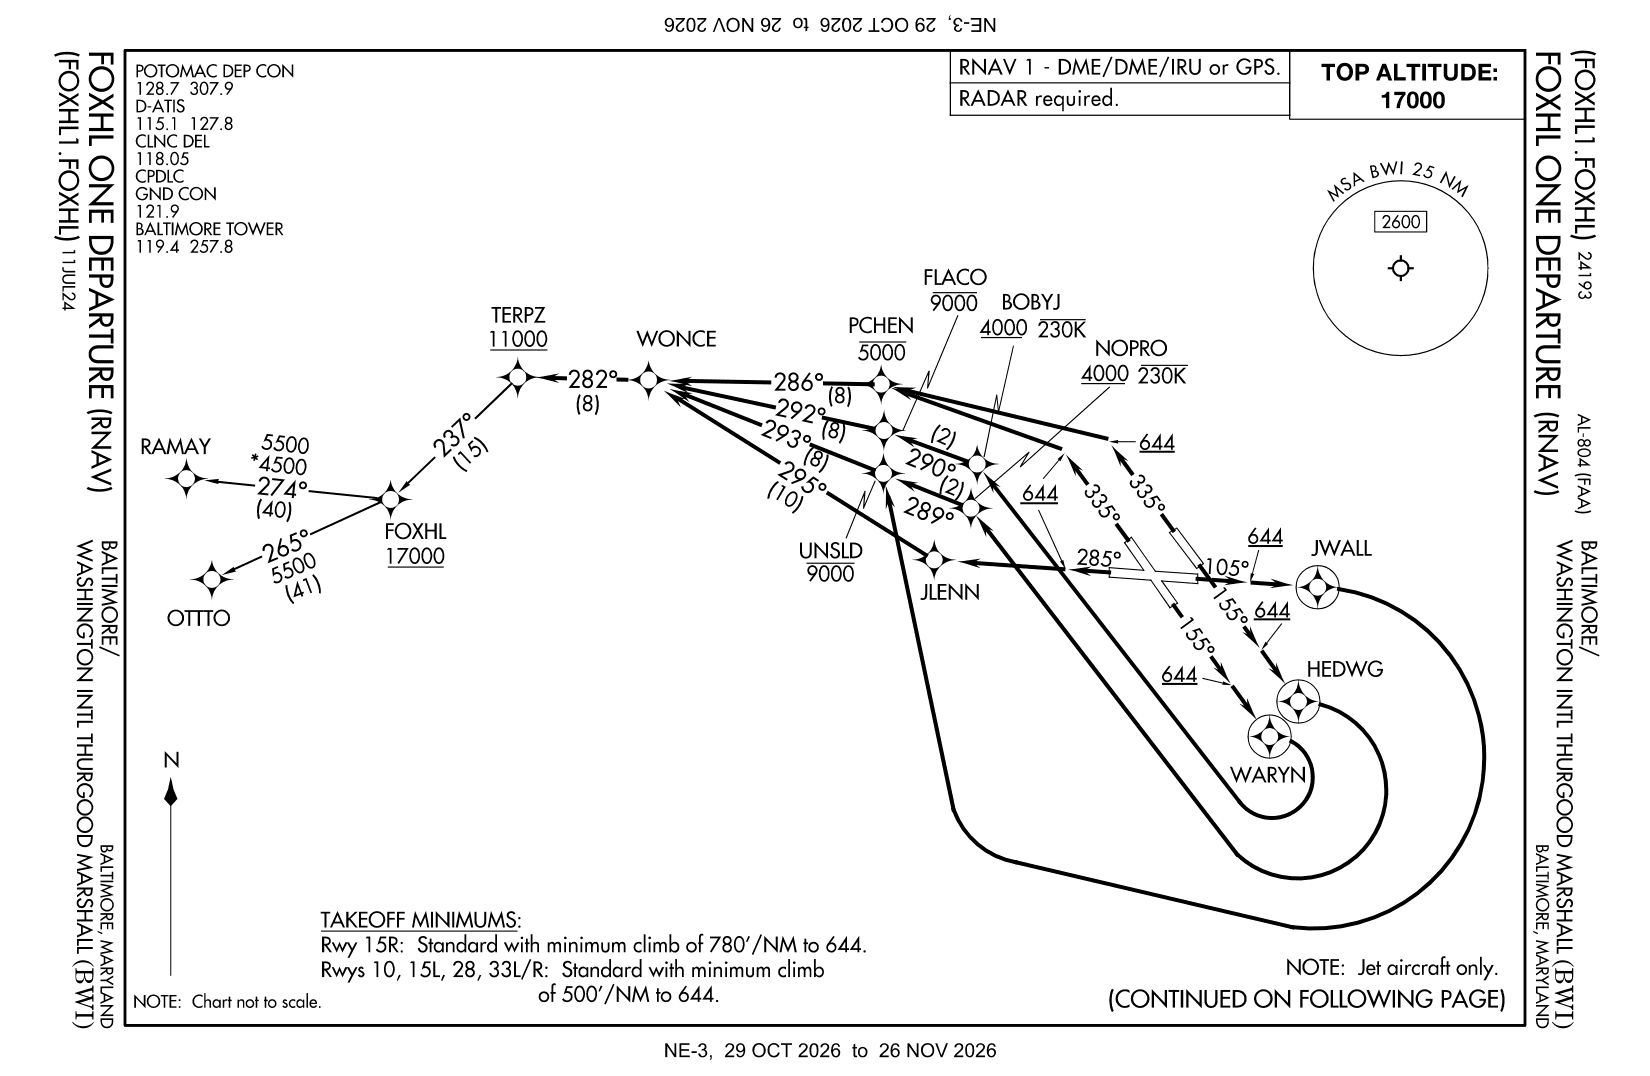 NE-3, 29 OCT 2026 to 26 NOV 2026
FOXHL ONE DEPARTURE (RNAV)
(FOXHL1.FOXHL) 11JUL24
BALTIMORE/
WASHINGTON INTL THURGOOD MARSHALL (BWI)
BALTIMORE, MARYLAND
POTOMAC DEP CON
128.7 307.9
D-ATIS
115.1 127.8
CLNC DEL
118.05
CPDLC
GND CON
121.9
BALTIMORE TOWER
119.4 257.8
RNAV 1 - DME/DME/IRU or GPS.
RADAR required.
TOP ALTITUDE:
17000
MSA BWI 25 NM
2600
FLACO
9000
BOBYJ
4000 230K
NOPRO
4000 230K
PCHEN
5000
WONCE
TERPZ
11000
282°
(8)
286°
(8)
292°
(8)
293°
(8)
295°
(10)
(2)
290°
(2)
289°
237°
(15)
RAMAY
5500
*4500
274°
(40)
FOXHL
17000
265°
5500
(41)
OTTTO
UNSLD
9000
JLENN
644
644
335°
335°
285°
105°
644
JWALL
155°
644
155°
644
HEDWG
WARYN
N
NOTE: Chart not to scale.
TAKEOFF MINIMUMS:
Rwy 15R: Standard with minimum climb of 780'/NM to 644.
Rwys 10, 15L, 28, 33L/R: Standard with minimum climb
of 500'/NM to 644.
NOTE: Jet aircraft only.
(CONTINUED ON FOLLOWING PAGE)
(FOXHL1.FOXHL) 24193
FOXHL ONE DEPARTURE (RNAV)
AL-804 (FAA)
BALTIMORE/
WASHINGTON INTL THURGOOD MARSHALL (BWI)
BALTIMORE, MARYLAND
NE-3, 29 OCT 2026 to 26 NOV 2026